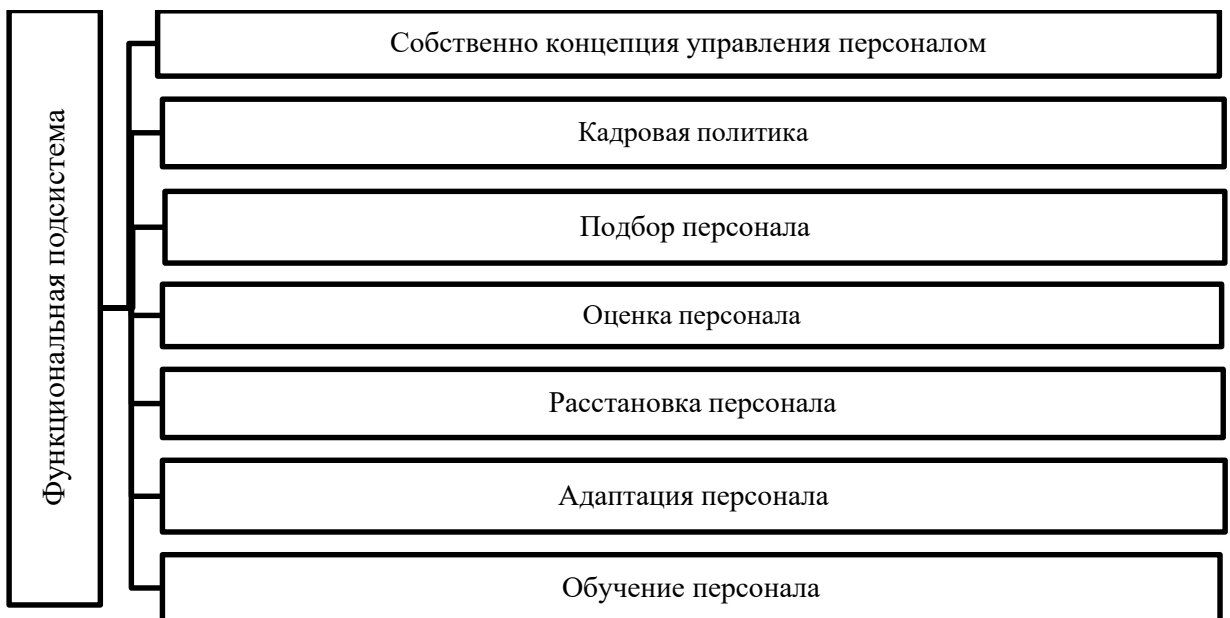 Функциональная подсистема
Собственно концепция управления персоналом
Кадровая политика
Подбор персонала
Оценка персонала
Расстановка персонала
Адаптация персонала
Обучение персонала